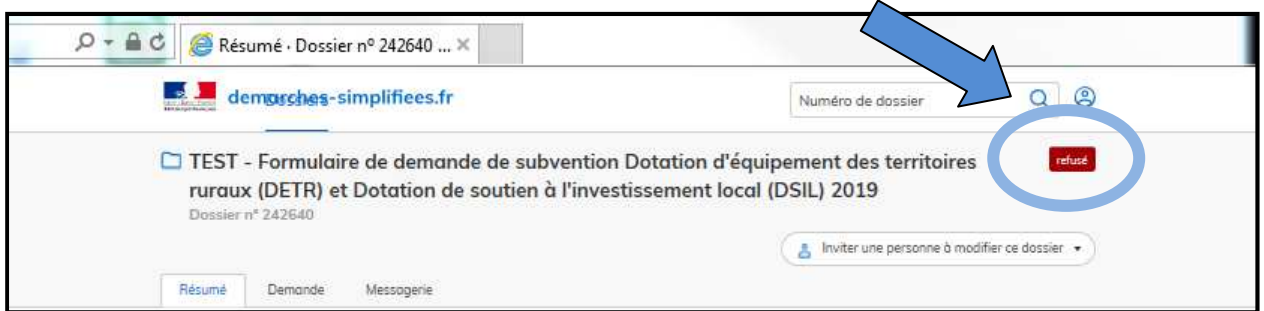 Résumé · Dossier nº 242640 ...
demarches-simplifiees.fr
Dossiers
Numéro de dossier
TEST - Formulaire de demande de subvention Dotation d'équipement des territoires
ruraux (DETR) et Dotation de soutien à l'investissement local (DSIL) 2019
refusé
Dossier nº 242640
Inviter une personne à modifier ce dossier
Résumé Demande Messagerie